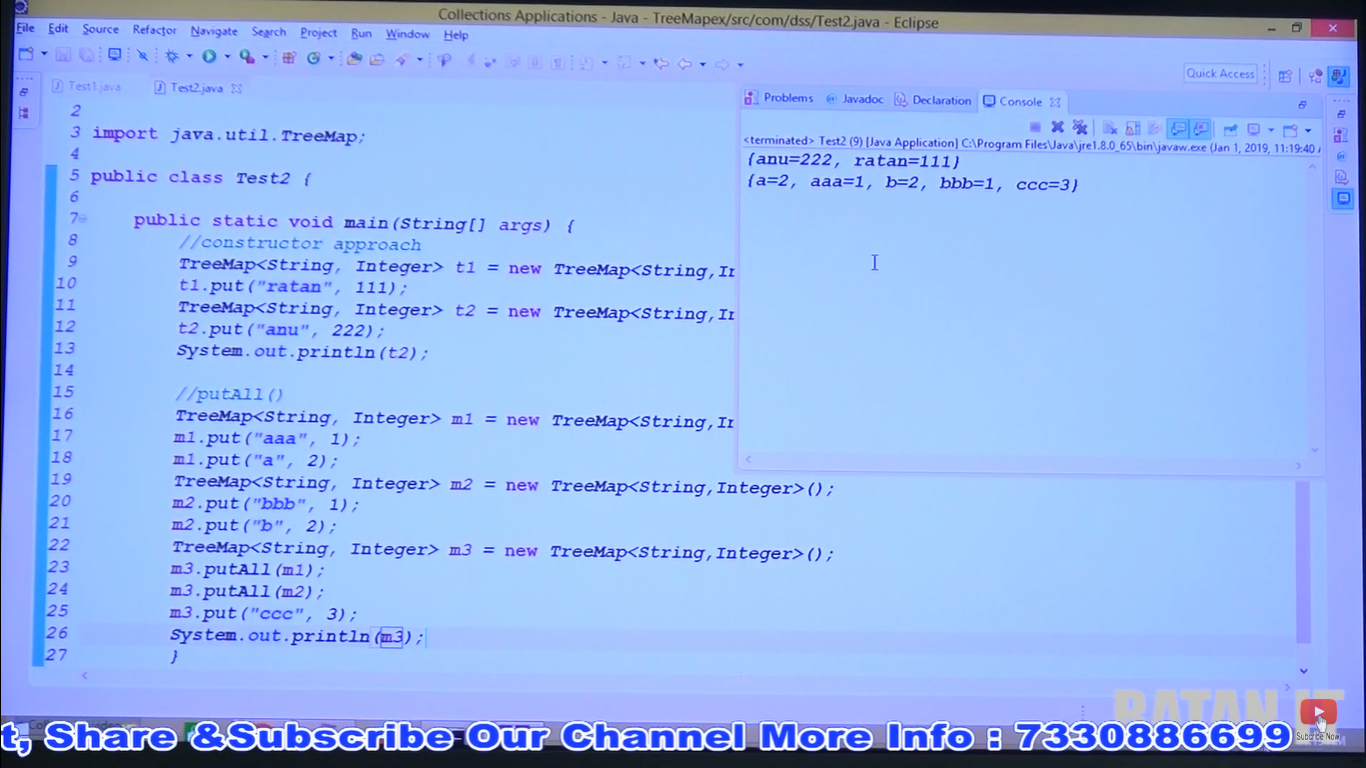 Collections Applications - Java - TreeMapex/src/com/dss/Test2.java - Eclipse
File Edit Source Refactor Navigate Search Project Run Window Help
Quick Access
Test1.java Test2.java
Problems @ Javadoc Declaration Console
<terminated> Test2 (9) [Java Application] C:\Program Files\Java\jre1.8.0_65\bin\javaw.exe (Jan 1, 2019, 11:19:40 A
{anu=222, ratan=111}
{a=2, aaa=1, b=2, bbb=1, ccc=3}
2
3 import java.util.TreeMap;
4
5 public class Test2 {
6
7 public static void main(String[] args) {
8 //constructor approach
9 TreeMap<String, Integer> t1 = new TreeMap<String,In
10 t1.put("ratan", 111);
11 TreeMap<String, Integer> t2 = new TreeMap<String,In
12 t2.put("anu", 222);
13 System.out.println(t2);
14
15 //putAll()
16 TreeMap<String, Integer> m1 = new TreeMap<String,In
17 m1.put("aaa", 1);
18 m1.put("a", 2);
19 TreeMap<String, Integer> m2 = new TreeMap<String,Integer>();
20 m2.put("bbb", 1);
21 m2.put("b", 2);
22 TreeMap<String, Integer> m3 = new TreeMap<String,Integer>();
23 m3.putAll(m1);
24 m3.putAll(m2);
25 m3.put("ccc", 3);
26 System.out.println(m3);
27 }
RATAN IT
t, Share &Subscribe Our Channel More Info : 7330886699
Subcribe Now